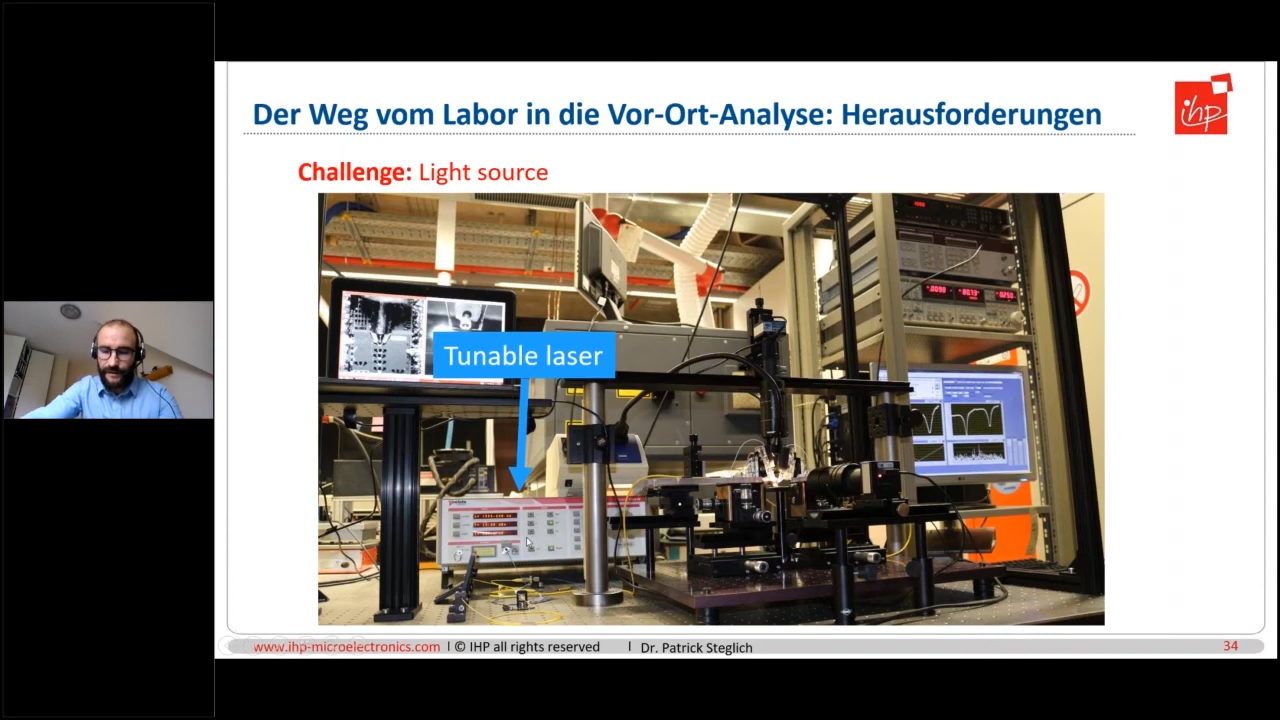 Der Weg vom Labor in die Vor-Ort-Analyse: Herausforderungen
ihp
Challenge: Light source
Tunable laser
www.ihp-microelectronics.com | © IHP all rights reserved | Dr. Patrick Steglich 34